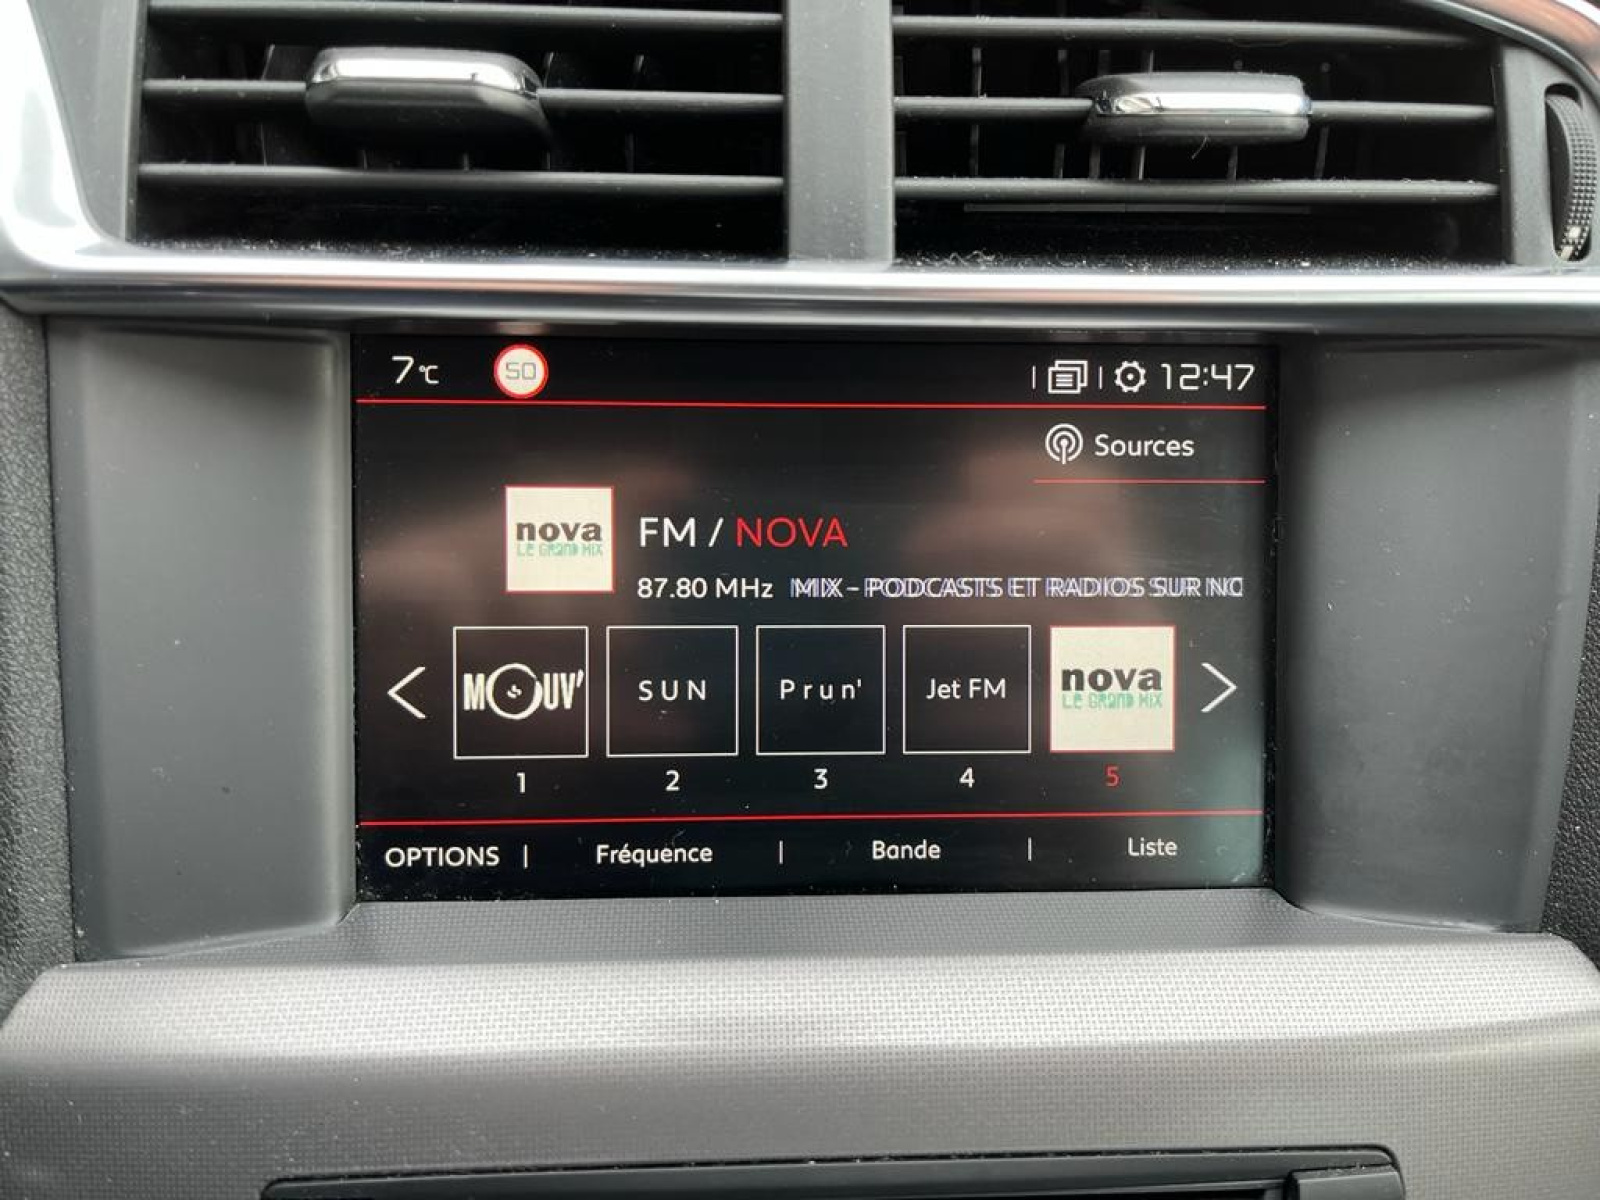 7°C 50 12:47
Sources
nova
LE GRAND MIX
FM / NOVA
87.80 MHz MIX - PODCASTS ET RADIOS SUR NO
MOUV' SUN Prun' Jet FM nova
LE GRAND MIX
1 2 3 4 5
OPTIONS | Fréquence | Bande | Liste